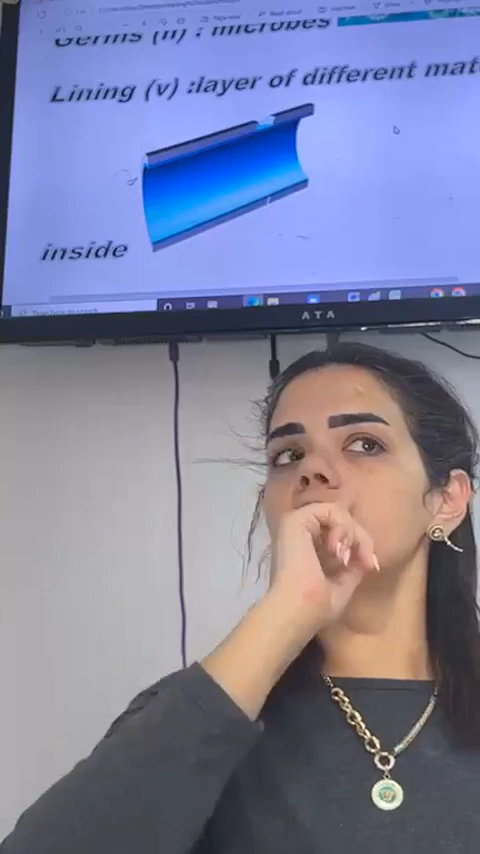 Germs (n) : microbes
Lining (v) :layer of different mat
inside
ATA